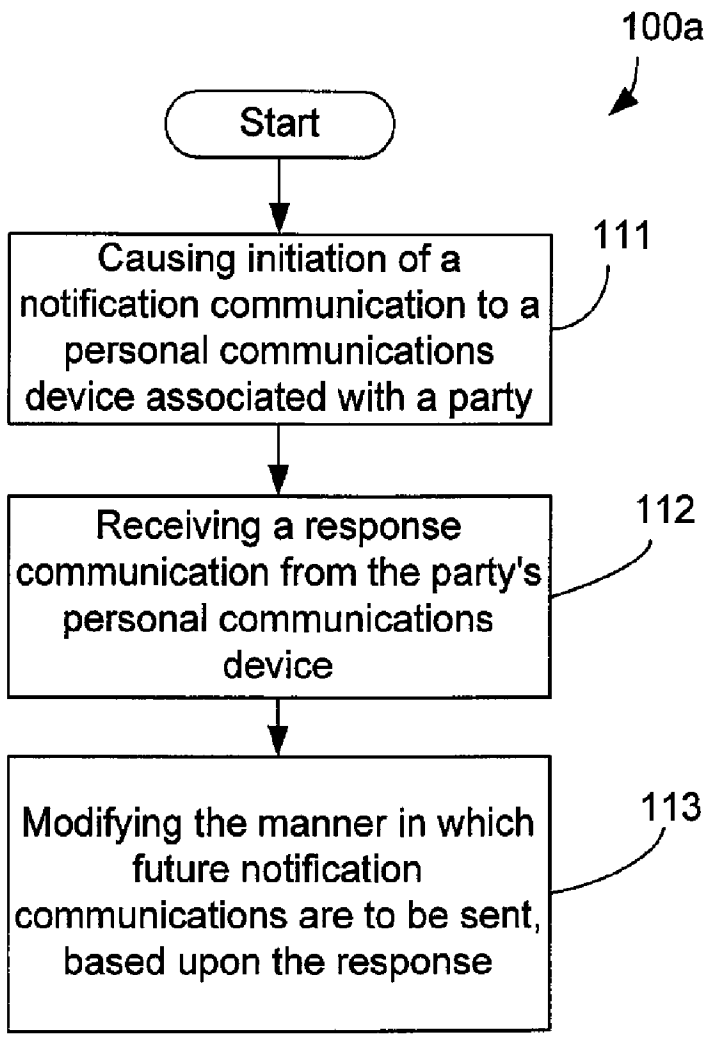 100a
Start
111
Causing initiation of a
notification communication to a
personal communications
device associated with a party
112
Receiving a response
communication from the party's
personal communications
device
113
Modifying the manner in which
future notification
communications are to be sent,
based upon the response